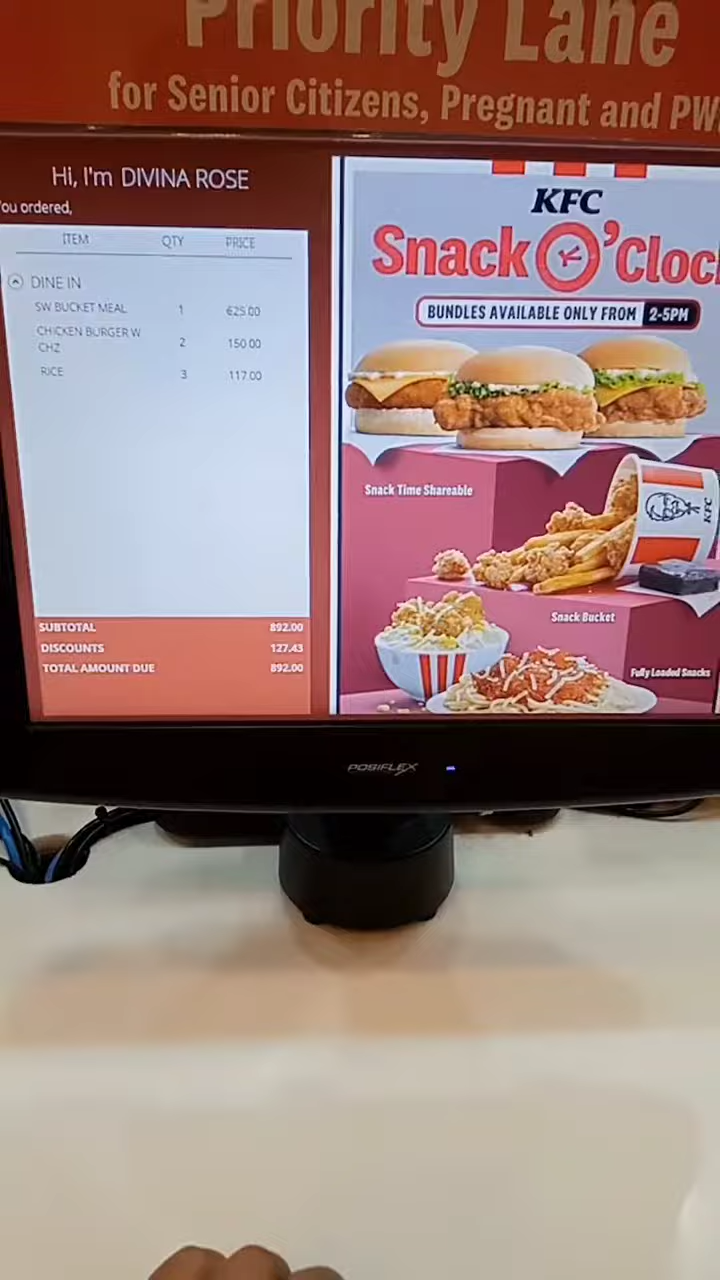 Priority Lane
for Senior Citizens, Pregnant and PW
Hi, I'm DIVINA ROSE
You ordered,
ITEM QTY PRICE
DINE IN
SW BUCKET MEAL 1 625.00
CHICKEN BURGER W CHZ 2 150.00
RICE 3 117.00
SUBTOTAL 892.00
DISCOUNTS 127.43
TOTAL AMOUNT DUE 892.00
KFC
Snack O'Cloc
BUNDLES AVAILABLE ONLY FROM 2-5PM
Snack Time Shareable
KFC
Snack Bucket
Fully Loaded Snacks
POSIFLEX